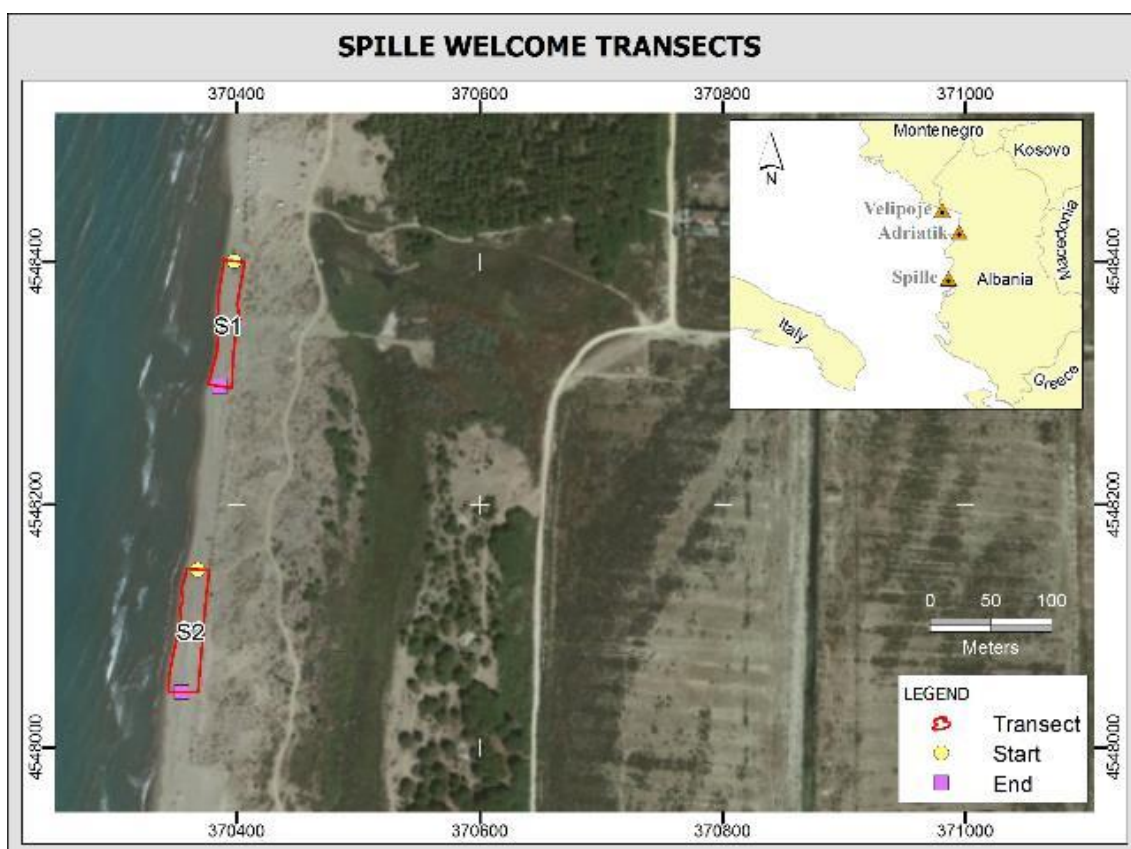 SPILLE WELCOME TRANSECTS
370400 370600 370800 371000
Montenegro
Kosovo
N
Velipoje
Adriatik
Macedonia
Spille
Albania
Italy
Greece
4548400 4548400
S1
4548200 4548200
S2
0 50 100
Meters
LEGEND
Transect
Start
End
4548000 4548000
370400 370600 370800 371000